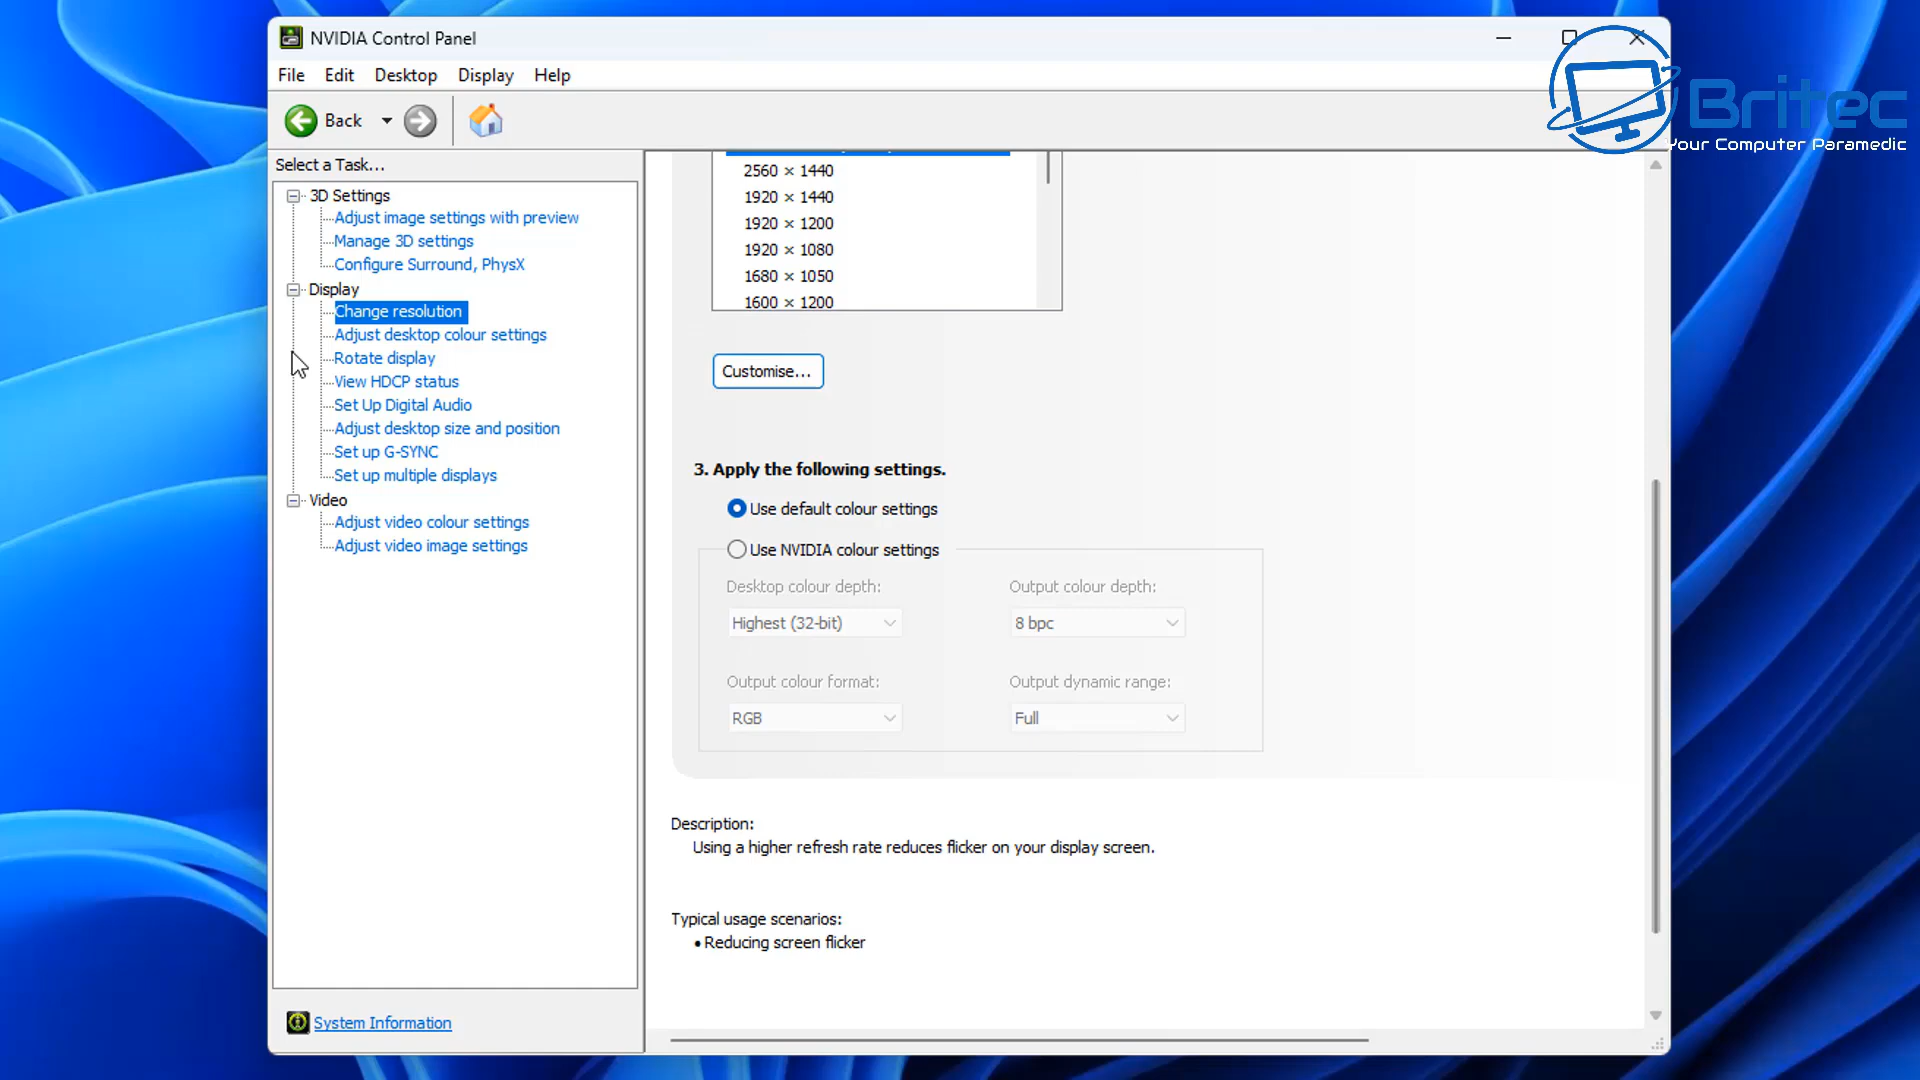 NVIDIA Control Panel
File Edit Desktop Display Help
Britec
Your Computer Paramedic
Back
Select a Task...
3D Settings
Adjust image settings with preview
Manage 3D settings
Configure Surround, PhysX
Display
Change resolution
Adjust desktop colour settings
Rotate display
View HDCP status
Set Up Digital Audio
Adjust desktop size and position
Set up G-SYNC
Set up multiple displays
Video
Adjust video colour settings
Adjust video image settings
System Information
2560 × 1440
1920 × 1440
1920 × 1200
1920 × 1080
1680 × 1050
1600 × 1200
Customise...
3. Apply the following settings.
Use default colour settings
Use NVIDIA colour settings
Desktop colour depth: Output colour depth:
Highest (32-bit) 8 bpc
Output colour format: Output dynamic range:
RGB Full
Description:
Using a higher refresh rate reduces flicker on your display screen.
Typical usage scenarios:
• Reducing screen flicker